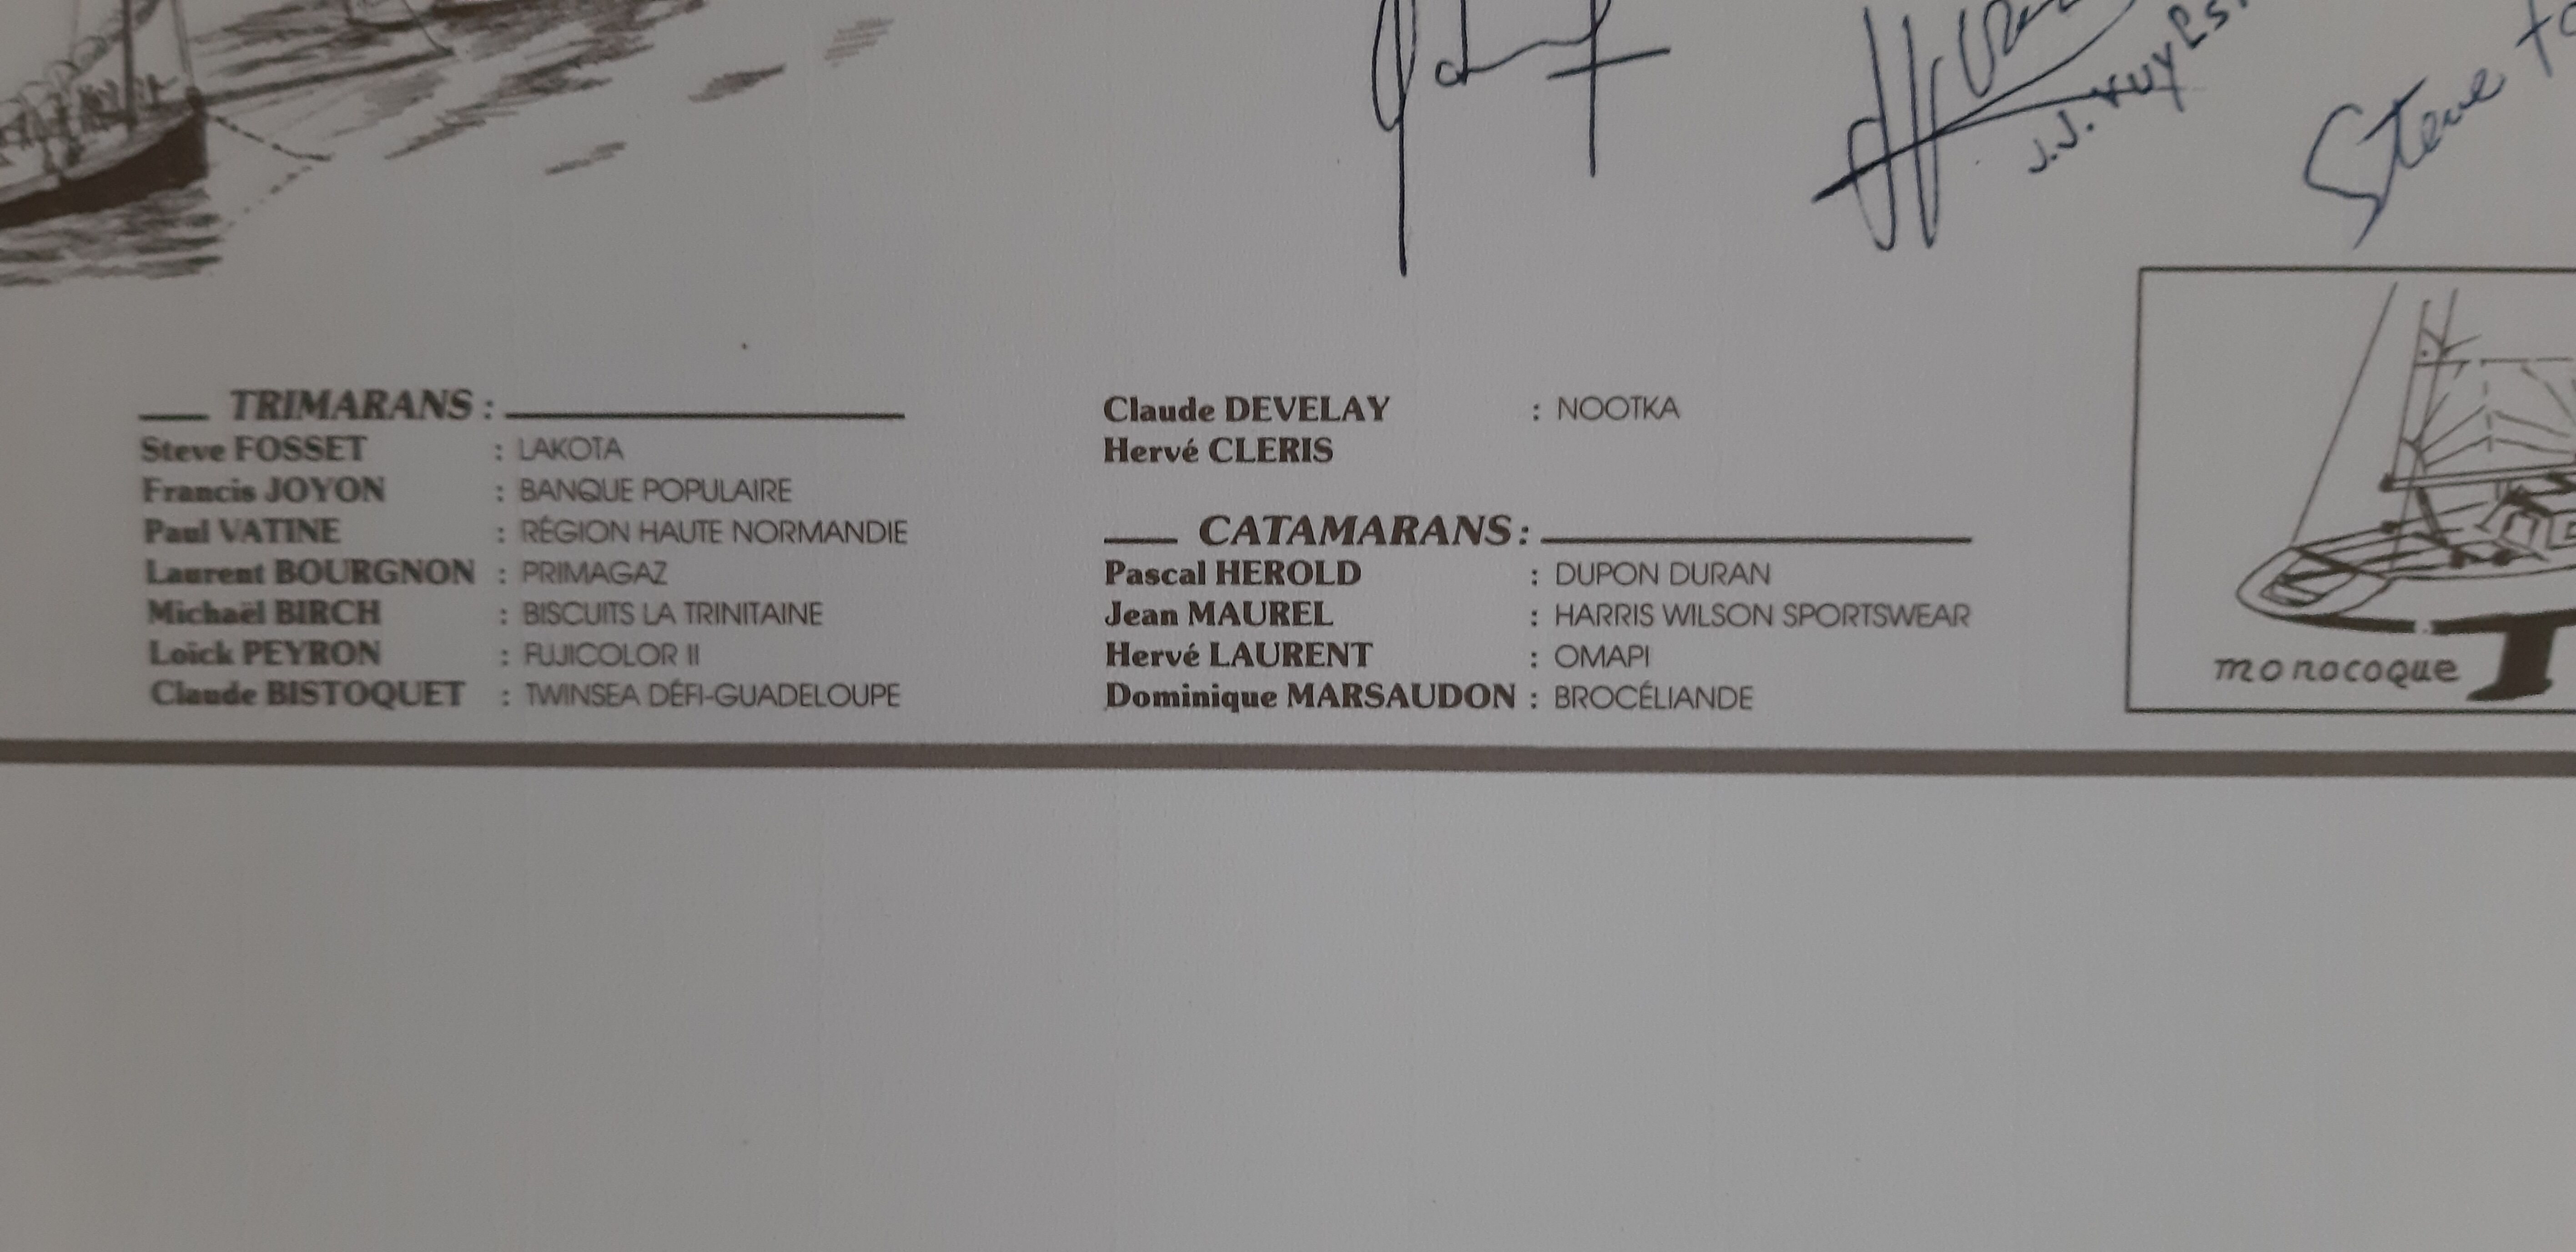 J.J.
Steve
TRIMARANS :
Steve FOSSET : LAKOTA
Francis JOYON : BANQUE POPULAIRE
Paul VATINE : RÉGION HAUTE NORMANDIE
Laurent BOURGNON : PRIMAGAZ
Michaël BIRCH : BISCUITS LA TRINITAINE
Loïck PEYRON : FUJICOLOR II
Claude BISTOQUET : TWINSEA DÉFI-GUADELOUPE
Claude DEVELAY : NOOTKA
Hervé CLERIS
CATAMARANS :
Pascal HEROLD : DUPON DURAN
Jean MAUREL : HARRIS WILSON SPORTSWEAR
Hervé LAURENT : OMAPI
Dominique MARSAUDON : BROCÉLIANDE
monocoque